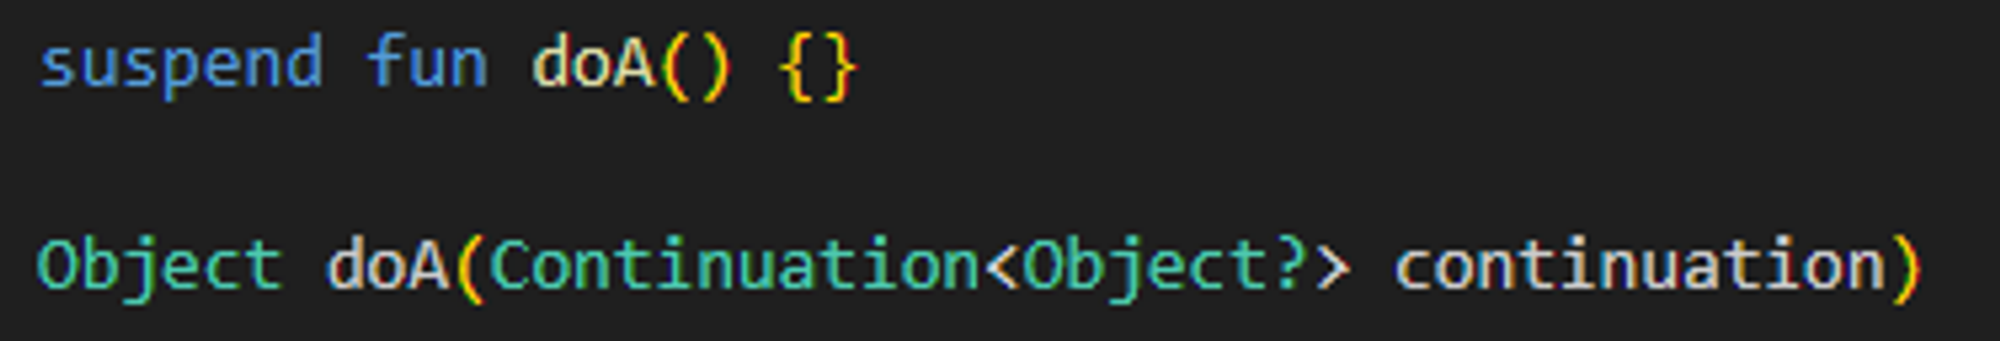 suspend fun doA() {}
Object doA(Continuation<Object?> continuation)